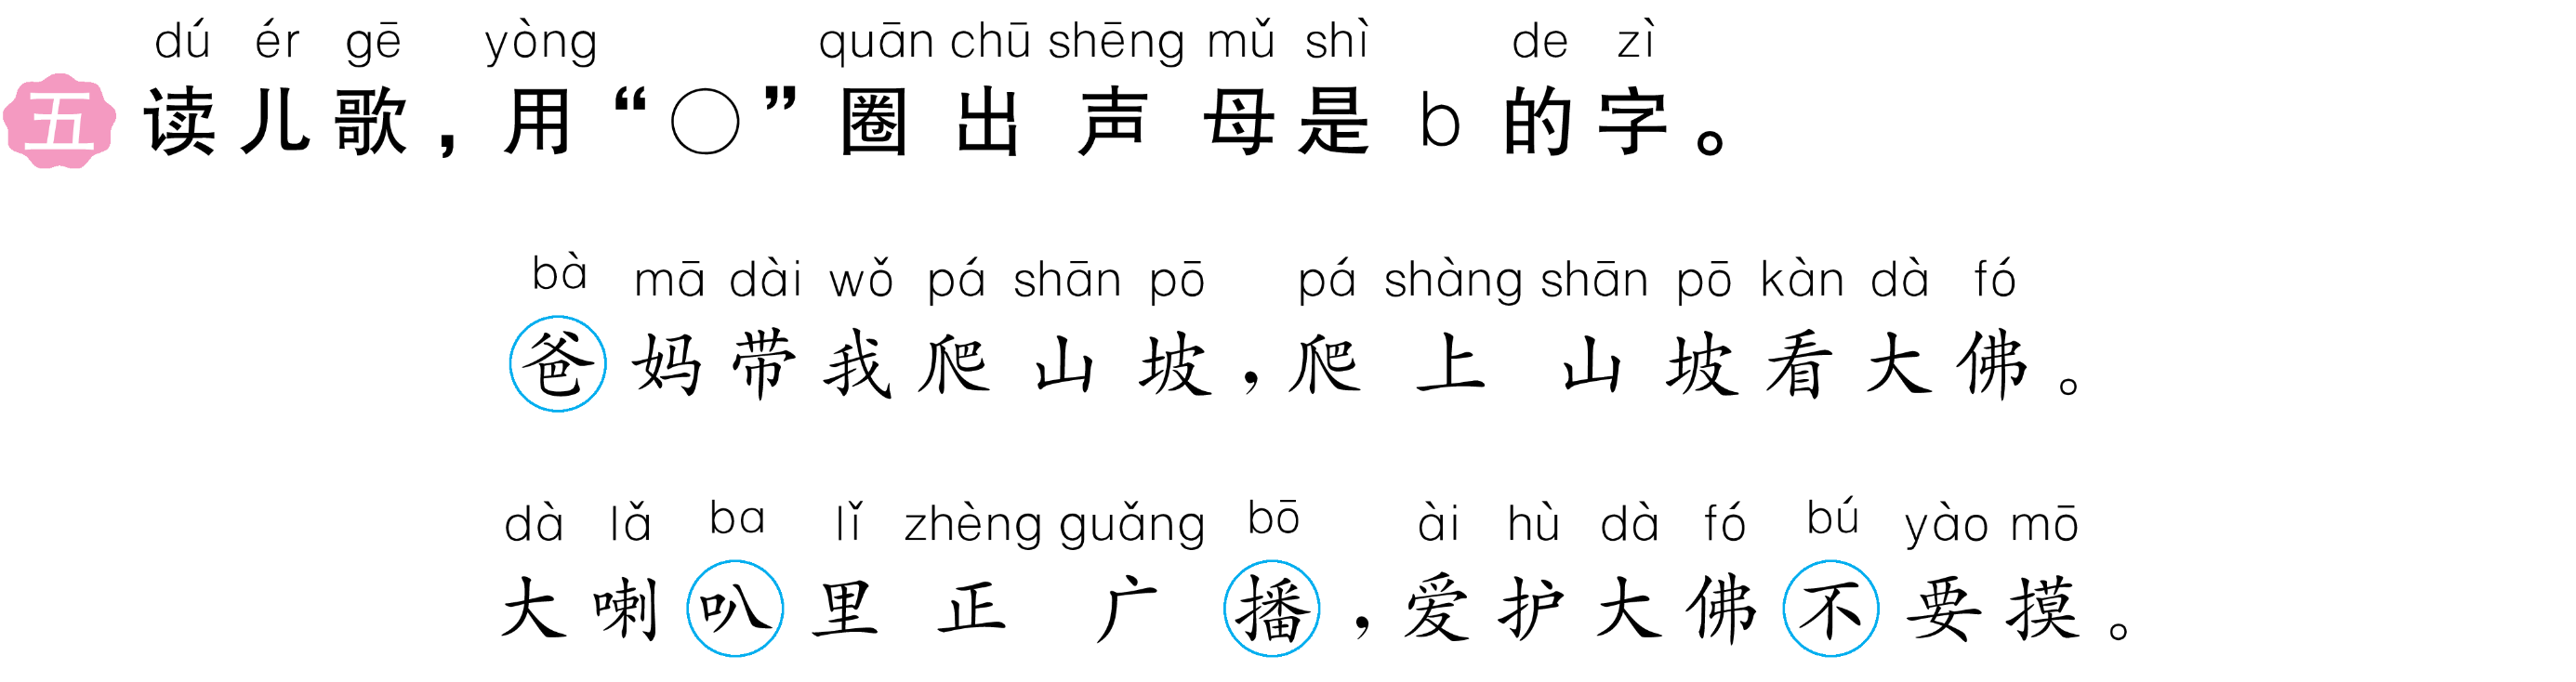 dú ér gē yòng quān chū shēng mǔ shì de zì
五 读儿歌，用“○”圈出声母是b的字。
bà mā dài wǒ pá shān pō pá shàng shān pō kàn dà fó
爸妈带我爬山坡，爬上山坡看大佛。
dà lǎ ba lǐ zhèng guǎng bō ài hù dà fó bú yào mō
大喇叭里正广播，爱护大佛不要摸。